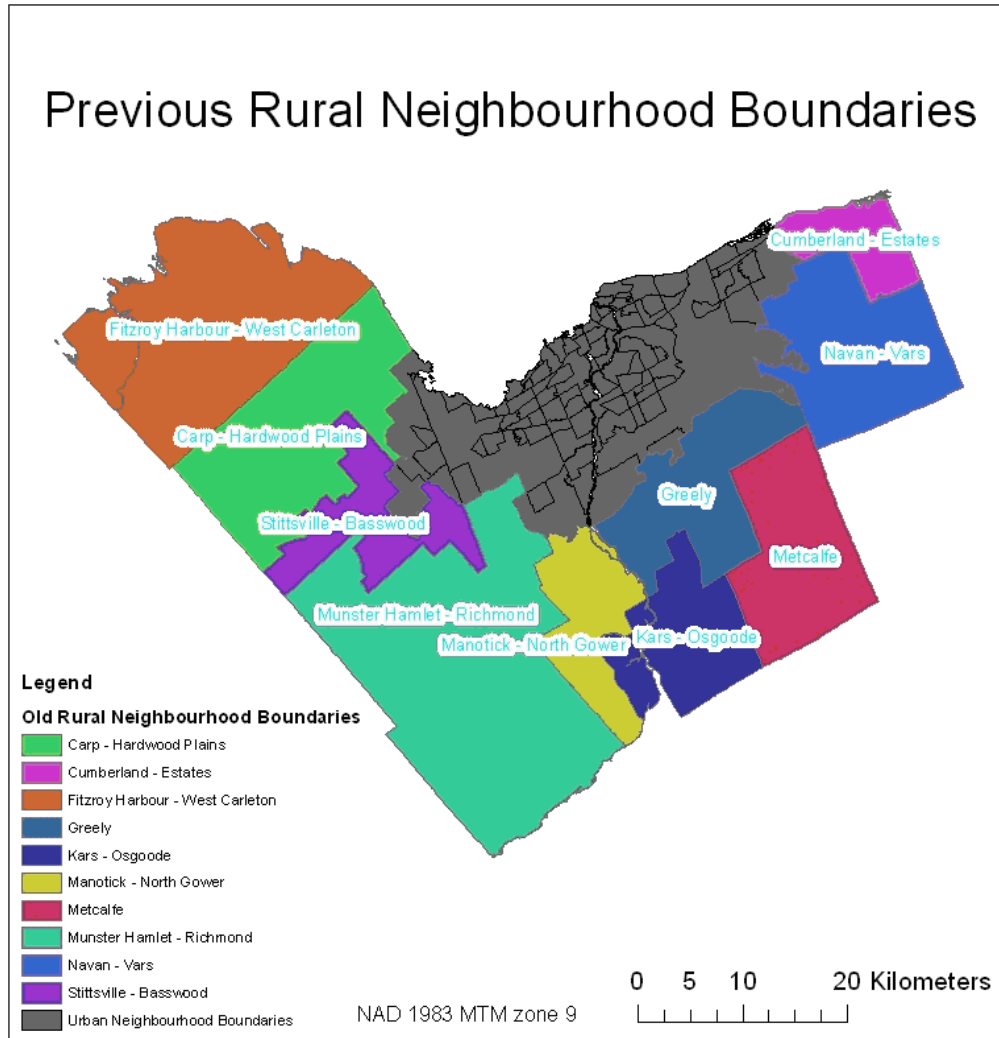 Previous Rural Neighbourhood Boundaries
Cumberland - Estates
Fitzroy Harbour - West Carleton
Navan - Vars
Carp - Hardwood Plains
Greely
Stittsville - Basswood
Metcalfe
Munster Hamlet - Richmond
Kars - Osgoode
Manotick - North Gower
Legend
Old Rural Neighbourhood Boundaries
Carp - Hardwood Plains
Cumberland - Estates
Fitzroy Harbour - West Carleton
Greely
Kars - Osgoode
Manotick - North Gower
Metcalfe
Munster Hamlet - Richmond
Navan - Vars
Stittsville - Basswood
Urban Neighbourhood Boundaries
NAD 1983 MTM zone 9
0 5 10 20 Kilometers